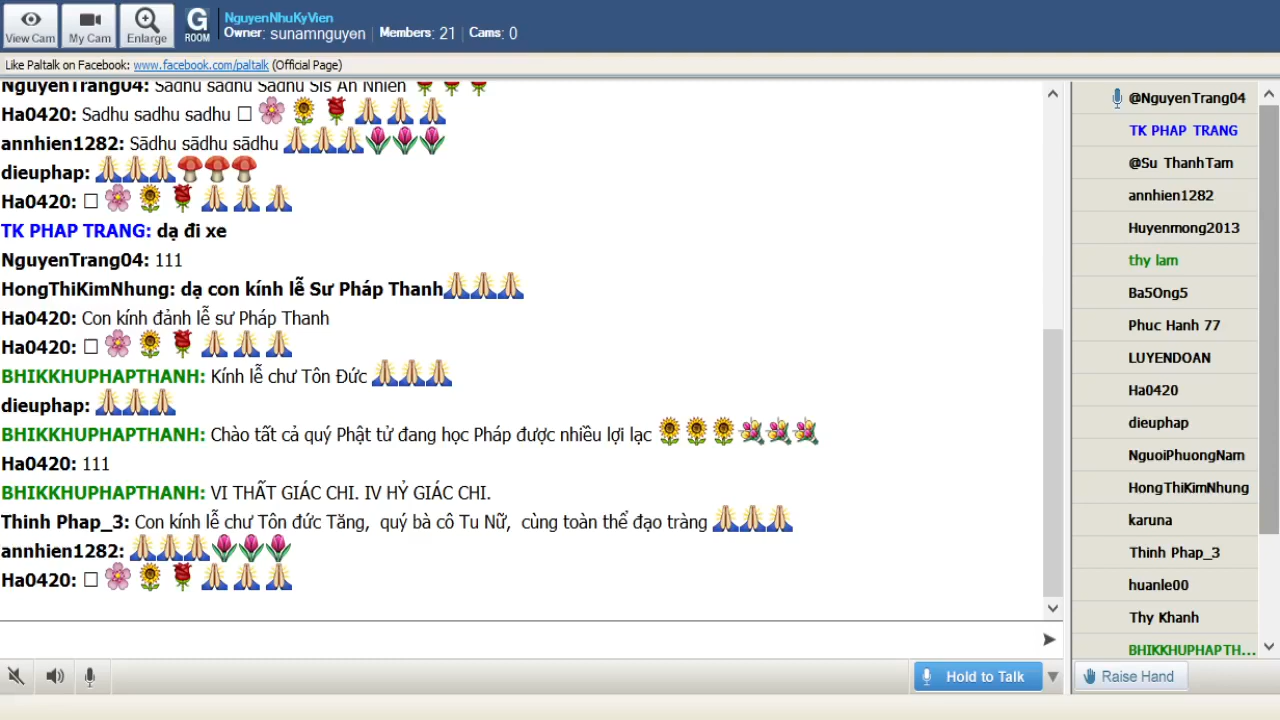 View Cam
My Cam
Enlarge
G
ROOM
NguyenNhuKyVien
Owner: sunamnguyen | Members: 21 | Cams: 0
Like Paltalk on Facebook: www.facebook.com/paltalk (Official Page)
NguyenTrang04: Sadhu sadhu Sadhu Sis An Nhien
Ha0420: Sadhu sadhu sadhu
annhien1282: Sādhu sādhu sādhu
dieuphap:
Ha0420:
TK PHAP TRANG: dạ đi xe
NguyenTrang04: 111
HongThiKimNhung: dạ con kính lễ Sư Pháp Thanh
Ha0420: Con kính đảnh lễ sư Pháp Thanh
Ha0420:
BHIKKHUPHAPTHANH: Kính lễ chư Tôn Đức
dieuphap:
BHIKKHUPHAPTHANH: Chào tất cả quý Phật tử đang học Pháp được nhiều lợi lạc
Ha0420: 111
BHIKKHUPHAPTHANH: VI THẤT GIÁC CHI. IV HỶ GIÁC CHI.
Thinh Phap_3: Con kính lễ chư Tôn đức Tăng, quý bà cô Tu Nữ, cùng toàn thể đạo tràng
annhien1282:
Ha0420:
@NguyenTrang04
TK PHAP TRANG
@Su ThanhTam
annhien1282
Huyenmong2013
thy lam
Ba5Ong5
Phuc Hanh 77
LUYENDOAN
Ha0420
dieuphap
NguoiPhuongNam
HongThiKimNhung
karuna
Thinh Phap_3
huanle00
Thy Khanh
BHIKKHUPHAPTH...
Hold to Talk
Raise Hand